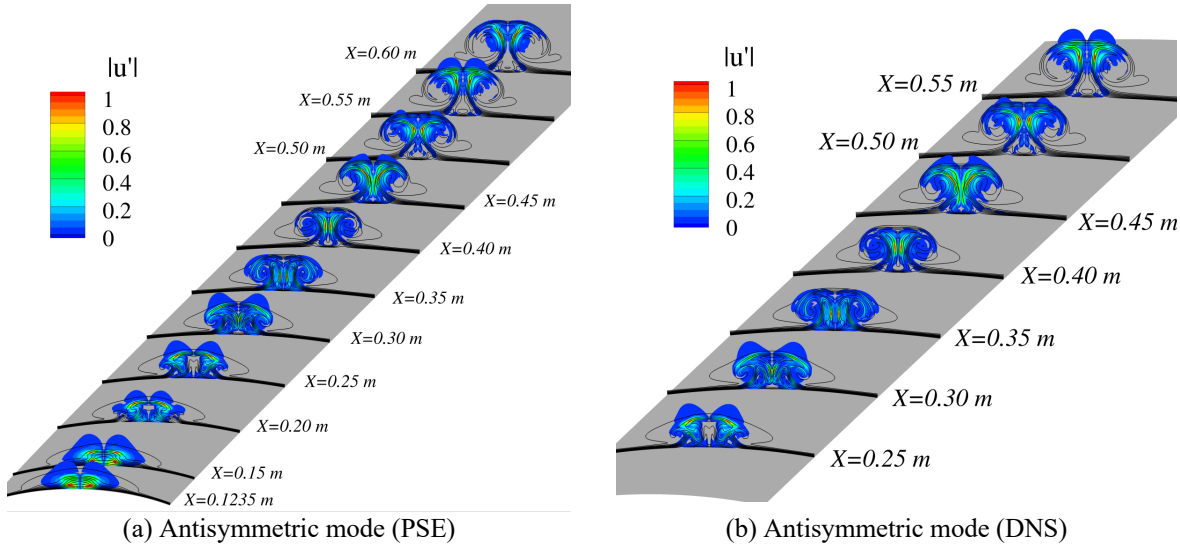 |u'|
1
0.8
0.6
0.4
0.2
0
X=0.60 m
X=0.55 m
X=0.50 m
X=0.45 m
X=0.40 m
X=0.35 m
X=0.30 m
X=0.25 m
X=0.20 m
X=0.15 m
X=0.1235 m
(a) Antisymmetric mode (PSE)
|u'|
1
0.8
0.6
0.4
0.2
0
X=0.55 m
X=0.50 m
X=0.45 m
X=0.40 m
X=0.35 m
X=0.30 m
X=0.25 m
(b) Antisymmetric mode (DNS)